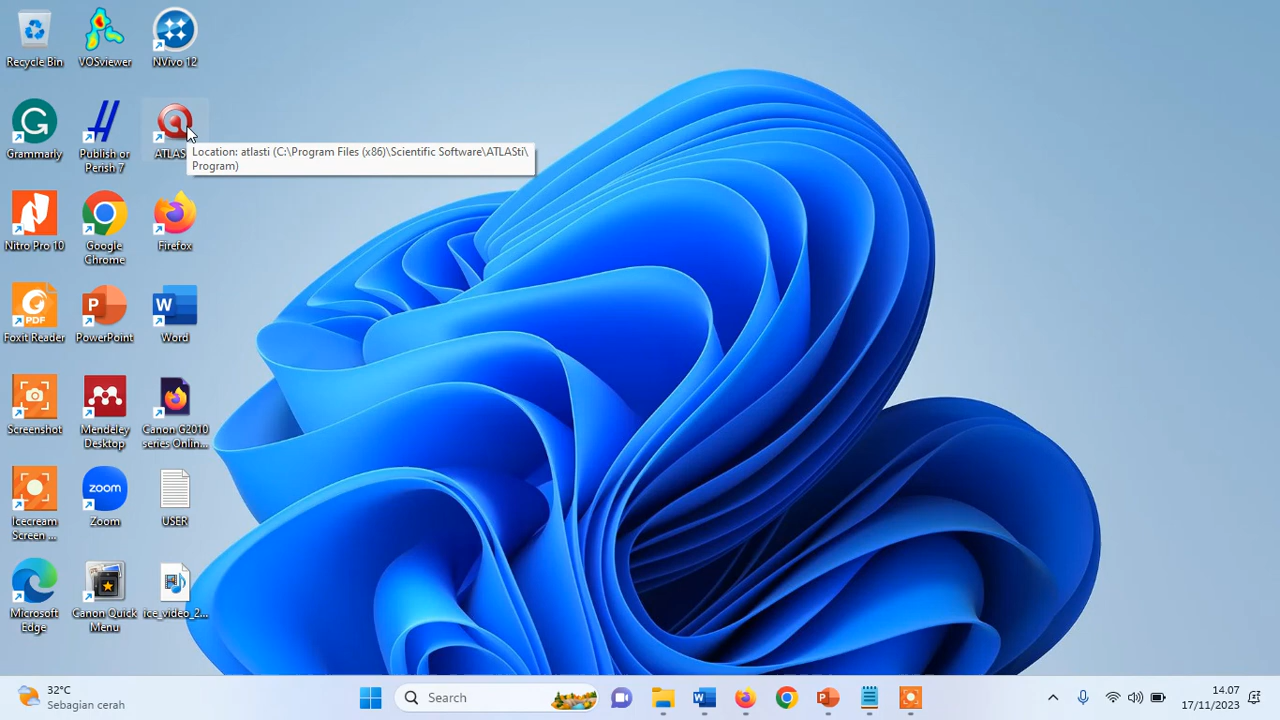 Recycle Bin
VOSviewer
NVivo 12
Grammarly
Publish or
Perish 7
ATLAS
Location: atlasti (C:\Program Files (x86)\Scientific Software\ATLASti\
Program)
Nitro Pro 10
Google
Chrome
Firefox
Foxit Reader
PowerPoint
Word
Screenshot
Mendeley
Desktop
Canon G2010
series Onlin...
Icecream
Screen ...
Zoom
zoom
USER
Microsoft
Edge
Canon Quick
Menu
ice_video_2...
32°C
Sebagian cerah
Search
14.07
17/11/2023